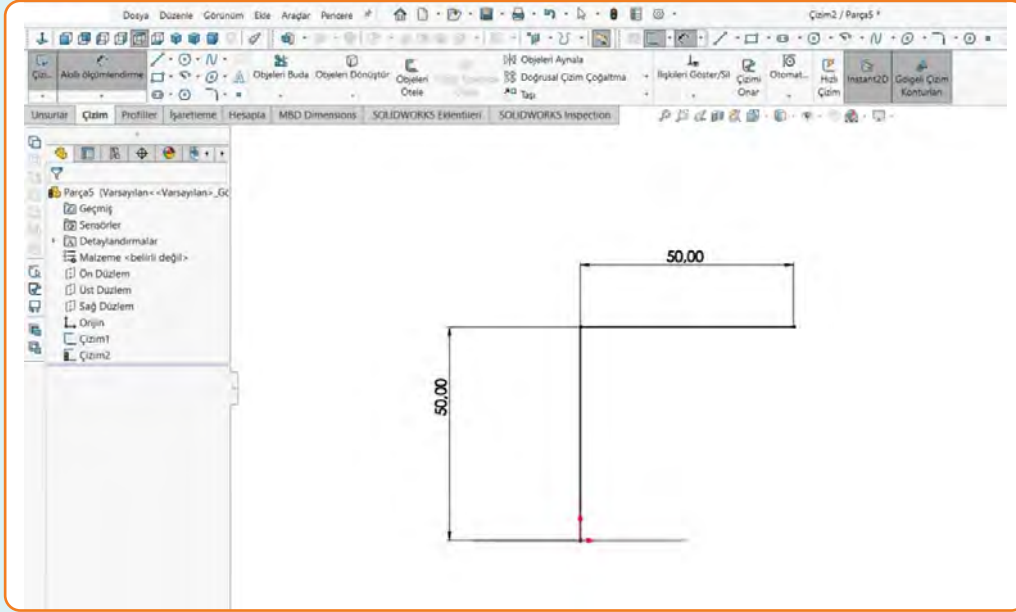 Dosya Düzenle Görünüm Ekle Araçlar Pencere
Çizim2 / Parça5 *
Çizi... Akıllı ölçümlendirme Objeleri Buda Objeleri Dönüştür Objeleri Ötele
Objeleri Aynala
Doğrusal Çizim Çoğaltma
Taşı
İlişkileri Göster/Sil Çizimi Onar Otomat... Hızlı Çizim Instant2D Gölgeli Çizim Konturları
Unsurlar Çizim Profiller İşaretleme Hesapla MBD Dimensions SOLIDWORKS Eklentileri SOLIDWORKS Inspection
Parça5 (Varsayılan<<Varsayılan>_Gö
Geçmiş
Sensörler
Detaylandırmalar
Malzeme <belirli değil>
Ön Düzlem
Üst Düzlem
Sağ Düzlem
Orijin
Çizim1
Çizim2
50,00
50,00